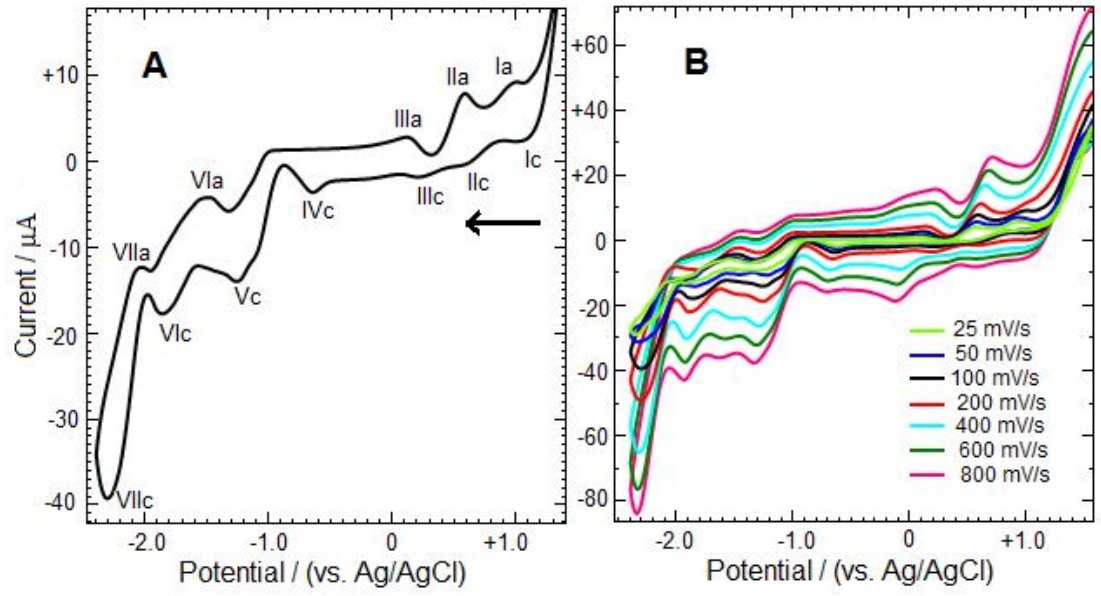 A
B
+10
0
-10
-20
-30
-40
Current / µA
-2.0
-1.0
0
+1.0
Potential / (vs. Ag/AgCl)
Ia
IIa
IIIa
Ic
IIc
IIIc
IVc
VIa
Vc
VIIa
VIc
VIIc
+60
+40
+20
0
-20
-40
-60
-80
25 mV/s
50 mV/s
100 mV/s
200 mV/s
400 mV/s
600 mV/s
800 mV/s
-2.0
-1.0
0
+1.0
Potential / (vs. Ag/AgCl)